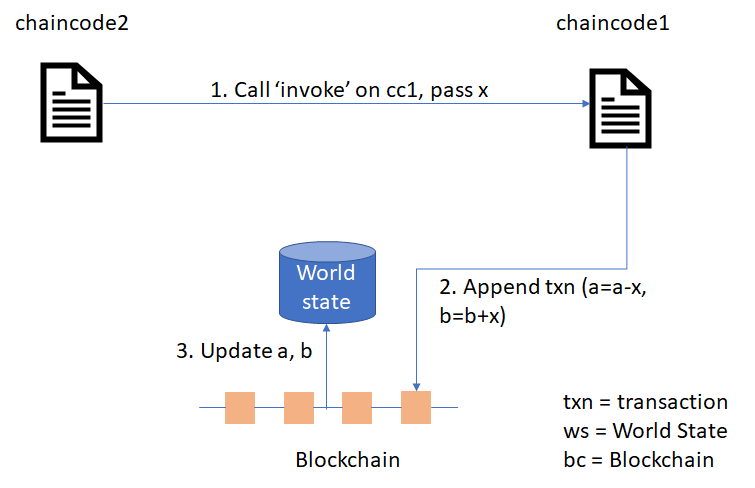 chaincode2
chaincode1
1. Call ‘invoke’ on cc1, pass x
World
state
2. Append txn (a=a-x,
b=b+x)
3. Update a, b
txn = transaction
ws = World State
bc = Blockchain
Blockchain